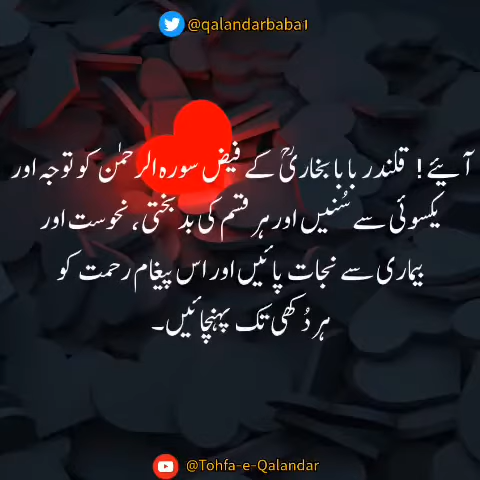 @qalandarbaba1
آیئے! قلندر بابا بخاریؒ کے فیض سورہ الرحمٰن کو توجہ اور
یکسوئی سے سُنیں اور ہر قسم کی بدبختی، نحوست اور
بیماری سے نجات پائیں اور اس پیغام رحمت کو
ہر دُکھی تک پہنچائیں۔
@Tohfa-e-Qalandar